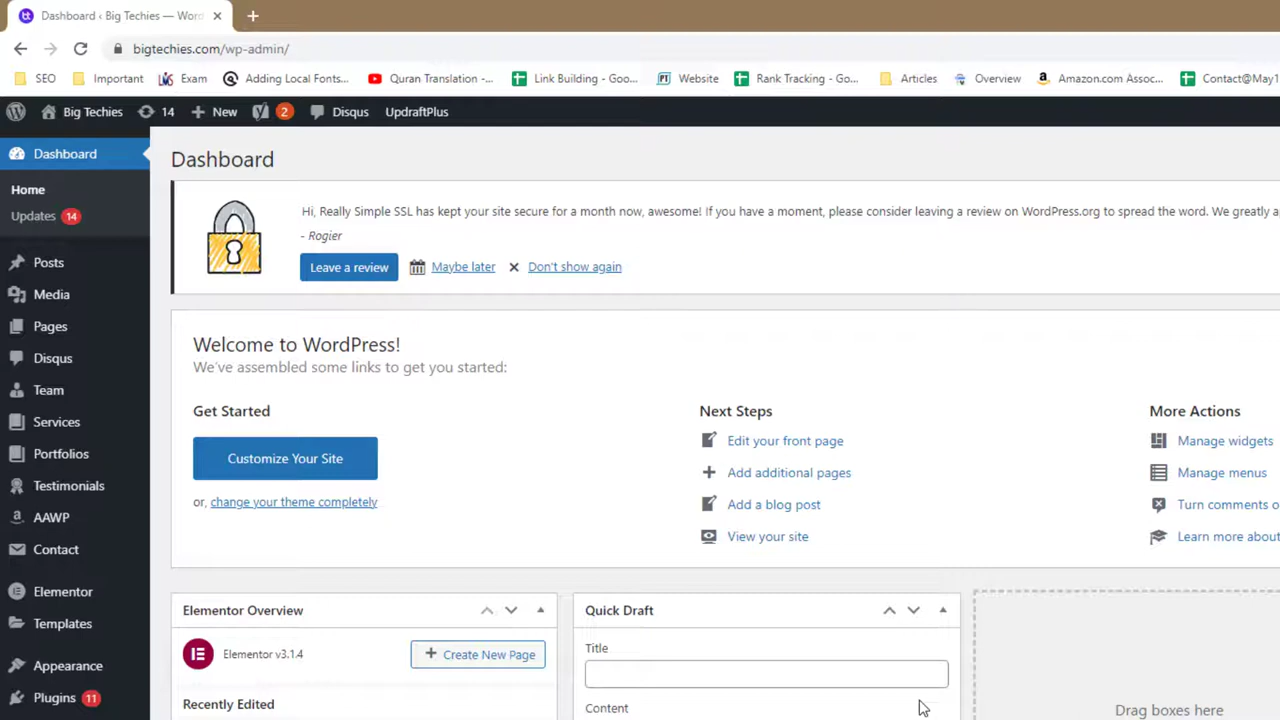 Dashboard ‹ Big Techies — Wor
bigtechies.com/wp-admin/
SEO Important Exam Adding Local Fonts... Quran Translation -... Link Building - Goo... Website Rank Tracking - Go... Articles Overview Amazon.com Assoc... Contact@May1
Big Techies 14 New 2 Disqus UpdraftPlus
Dashboard
Home
Updates 14
Posts
Media
Pages
Disqus
Team
Services
Portfolios
Testimonials
AAWP
Contact
Elementor
Templates
Appearance
Plugins 11
Dashboard
Hi, Really Simple SSL has kept your site secure for a month now, awesome! If you have a moment, please consider leaving a review on WordPress.org to spread the word. We greatly a
- Rogier
Leave a review Maybe later Don't show again
Welcome to WordPress!
We've assembled some links to get you started:
Get Started
Customize Your Site
or, change your theme completely
Next Steps
Edit your front page
Add additional pages
Add a blog post
View your site
More Actions
Manage widgets
Manage menus
Turn comments o
Learn more about
Elementor Overview
Elementor v3.1.4
Create New Page
Recently Edited
Quick Draft
Title
Content
Drag boxes here